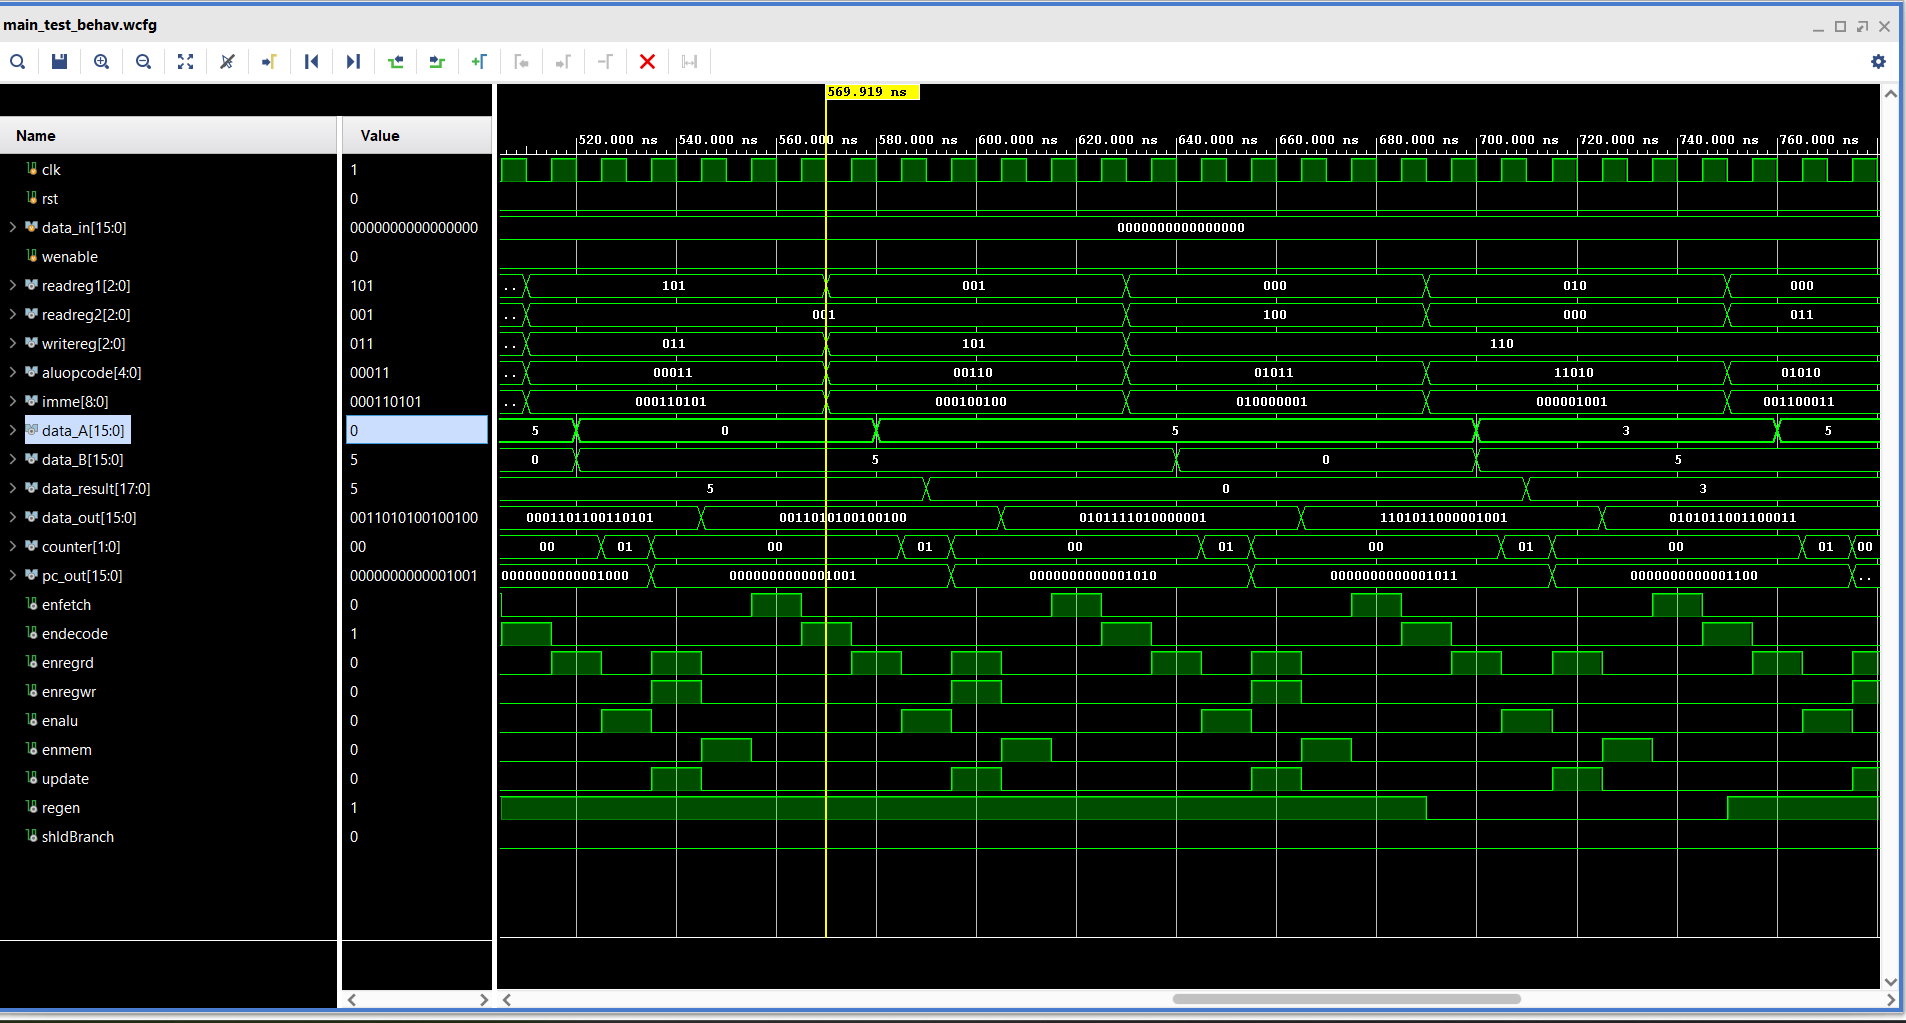 main_test_behav.wcfg
569.919 ns
Name Value 520.000 ns 540.000 ns 560.000 ns 580.000 ns 600.000 ns 620.000 ns 640.000 ns 660.000 ns 680.000 ns 700.000 ns 720.000 ns 740.000 ns 760.000 ns
clk 1
rst 0
data_in[15:0] 0000000000000000 0000000000000000
wenable 0
readreg1[2:0] 101 .. 101 001 000 010 000
readreg2[2:0] 001 .. 001 100 000 011
writereg[2:0] 011 .. 011 101 110
aluopcode[4:0] 00011 .. 00011 00110 01011 11010 01010
imme[8:0] 000110101 .. 000110101 000100100 010000001 000001001 001100011
data_A[15:0] 0 5 0 5 3 5
data_B[15:0] 5 0 5 0 5
data_result[17:0] 5 5 0 3
data_out[15:0] 0011010100100100 0001101100110101 0011010100100100 0101111010000001 1101011000001001 0101011001100011
counter[1:0] 00 00 01 00 01 00 01 00 01 00 01 00
pc_out[15:0] 0000000000001001 0000000000001000 0000000000001001 0000000000001010 0000000000001011 0000000000001100 ..
enfetch 0
endecode 1
enregrd 0
enregwr 0
enalu 0
enmem 0
update 0
regen 1
shldBranch 0